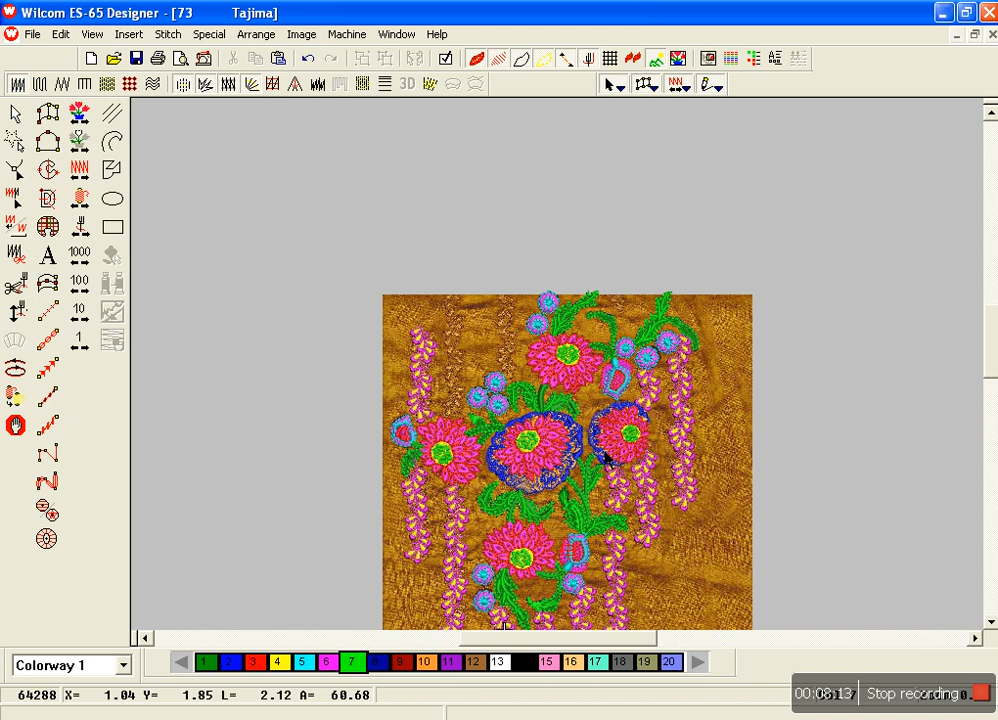 Wilcom ES-65 Designer - [73 Tajima]
File Edit View Insert Stitch Special Arrange Image Machine Window Help
3D
A 1000
100
10
1
Colorway 1
1 2 3 4 5 6 7 8 9 10 11 12 13 15 16 17 18 19 20
64288 X= 1.04 Y= 1.85 L= 2.12 A= 60.68
00:08:13 Stop recording